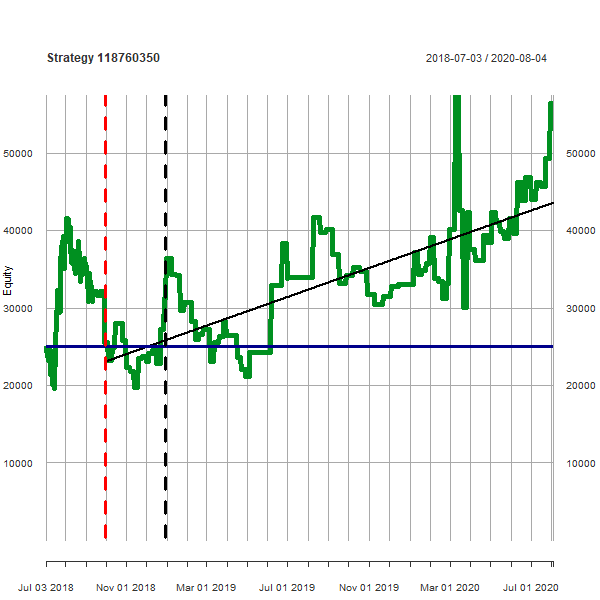 Strategy 118760350
2018-07-03 / 2020-08-04
50000
50000
40000
40000
Equity
30000
30000
20000
20000
10000
10000
Jul 03 2018
Nov 01 2018
Mar 01 2019
Jul 01 2019
Nov 01 2019
Mar 01 2020
Jul 01 2020